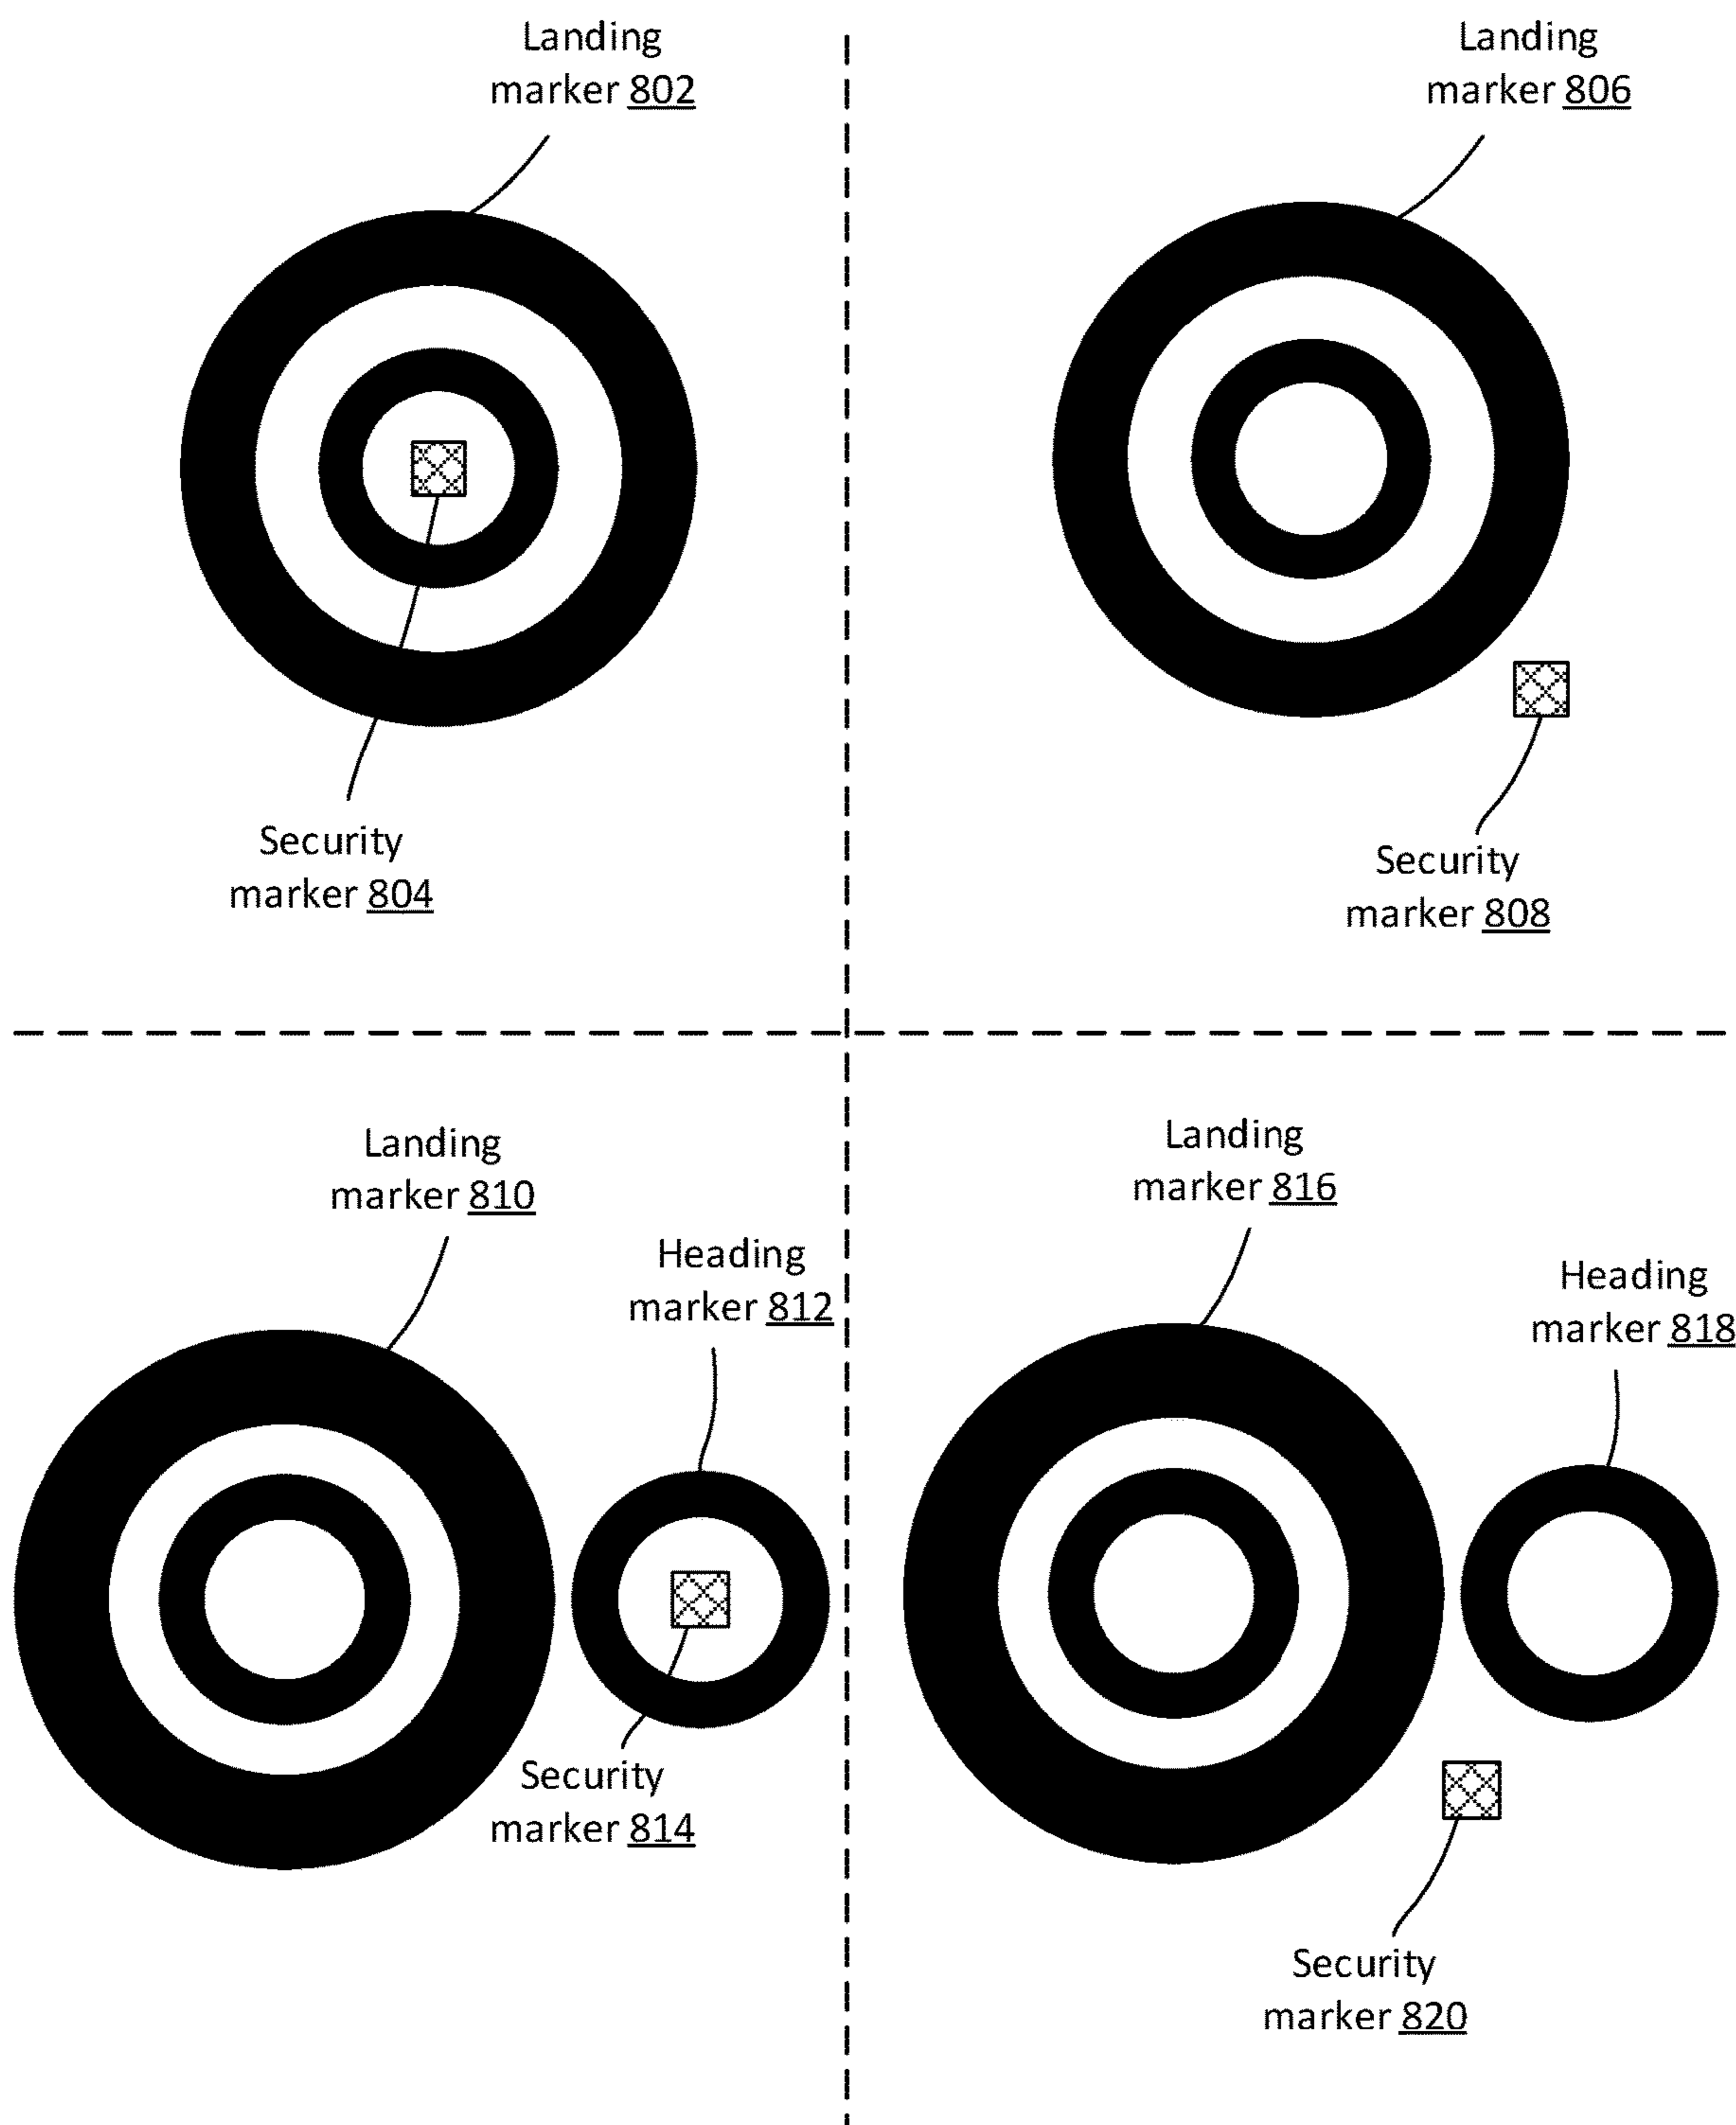 Landing
marker 802
Security
marker 804
Landing
marker 806
Security
marker 808
Landing
marker 810
Heading
marker 812
Security
marker 814
Landing
marker 816
Heading
marker 818
Security
marker 820